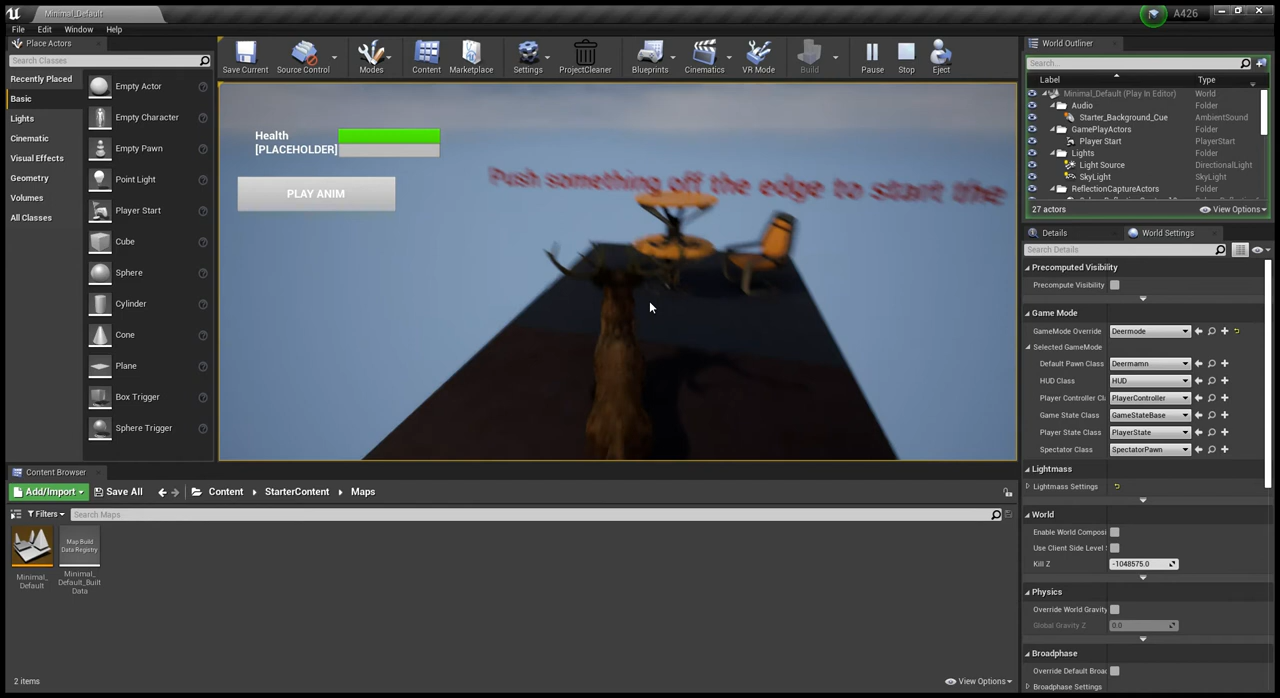 Minimal_Default
A426
File Edit Window Help
Place Actors
Search Classes
Recently Placed
Basic
Lights
Cinematic
Visual Effects
Geometry
Volumes
All Classes
Empty Actor
Empty Character
Empty Pawn
Point Light
Player Start
Cube
Sphere
Cylinder
Cone
Plane
Box Trigger
Sphere Trigger
Save Current Source Control Modes Content Marketplace Settings ProjectCleaner Blueprints Cinematics VR Mode Build Pause Stop Eject
Health
[PLACEHOLDER]
PLAY ANIM
Push something off the edge to start the
World Outliner
Search...
Label Type
Minimal_Default (Play In Editor) World
Audio Folder
Starter_Background_Cue AmbientSound
GamePlayActors Folder
Player Start PlayerStart
Lights Folder
Light Source DirectionalLight
SkyLight SkyLight
ReflectionCaptureActors Folder
27 actors View Options
Details World Settings
Search Details
Precomputed Visibility
Precompute Visibility
Game Mode
GameMode Override Deermode
Selected GameMode
Default Pawn Class Deermamn
HUD Class HUD
Player Controller Cl PlayerController
Game State Class GameStateBase
Player State Class PlayerState
Spectator Class SpectatorPawn
Lightmass
Lightmass Settings
World
Enable World Composi
Use Client Side Level
Kill Z -1048575.0
Physics
Override World Gravity
Global Gravity Z 0.0
Broadphase
Override Default Broad
Broadphase Settings
Content Browser
Add/Import Save All Content StarterContent Maps
Filters Search Maps
Map Build
Data Registry
Minimal_
Default
Minimal_
Default_Built
Data
2 items View Options